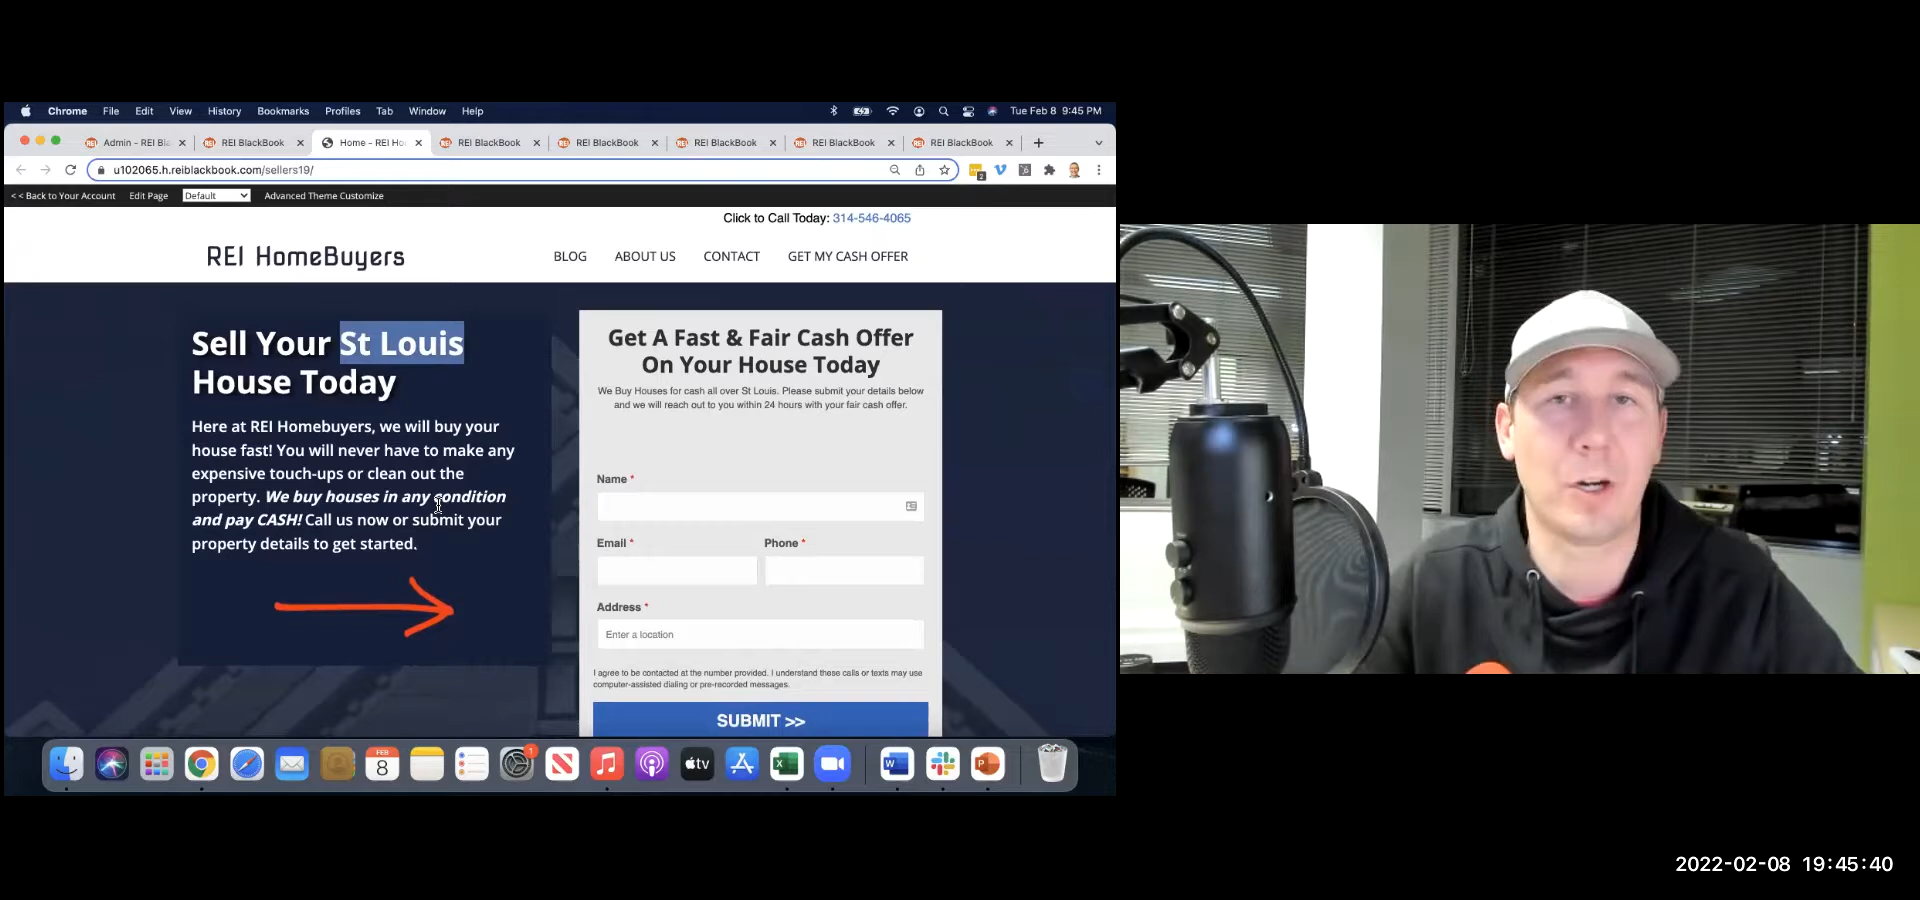 Chrome File Edit View History Bookmarks Profiles Tab Window Help Tue Feb 8 9:45 PM
Admin - REI Bla REI BlackBook Home - REI Ho REI BlackBook REI BlackBook REI BlackBook REI BlackBook REI BlackBook
u102065.h.reiblackbook.com/sellers19/
2
< < Back to Your Account Edit Page Default Advanced Theme Customize
Click to Call Today: 314-546-4065
REI HomeBuyers
BLOG ABOUT US CONTACT GET MY CASH OFFER
Sell Your St Louis
House Today
Here at REI Homebuyers, we will buy your
house fast! You will never have to make any
expensive touch-ups or clean out the
property. We buy houses in any condition
and pay CASH! Call us now or submit your
property details to get started.
Get A Fast & Fair Cash Offer
On Your House Today
We Buy Houses for cash all over St Louis. Please submit your details below
and we will reach out to you within 24 hours with your fair cash offer.
Name *
Email * Phone *
Address *
Enter a location
I agree to be contacted at the number provided. I understand these calls or texts may use
computer-assisted dialing or pre-recorded messages.
SUBMIT >>
FEB
8
1
tv
X
W
P
2022-02-08 19:45:40